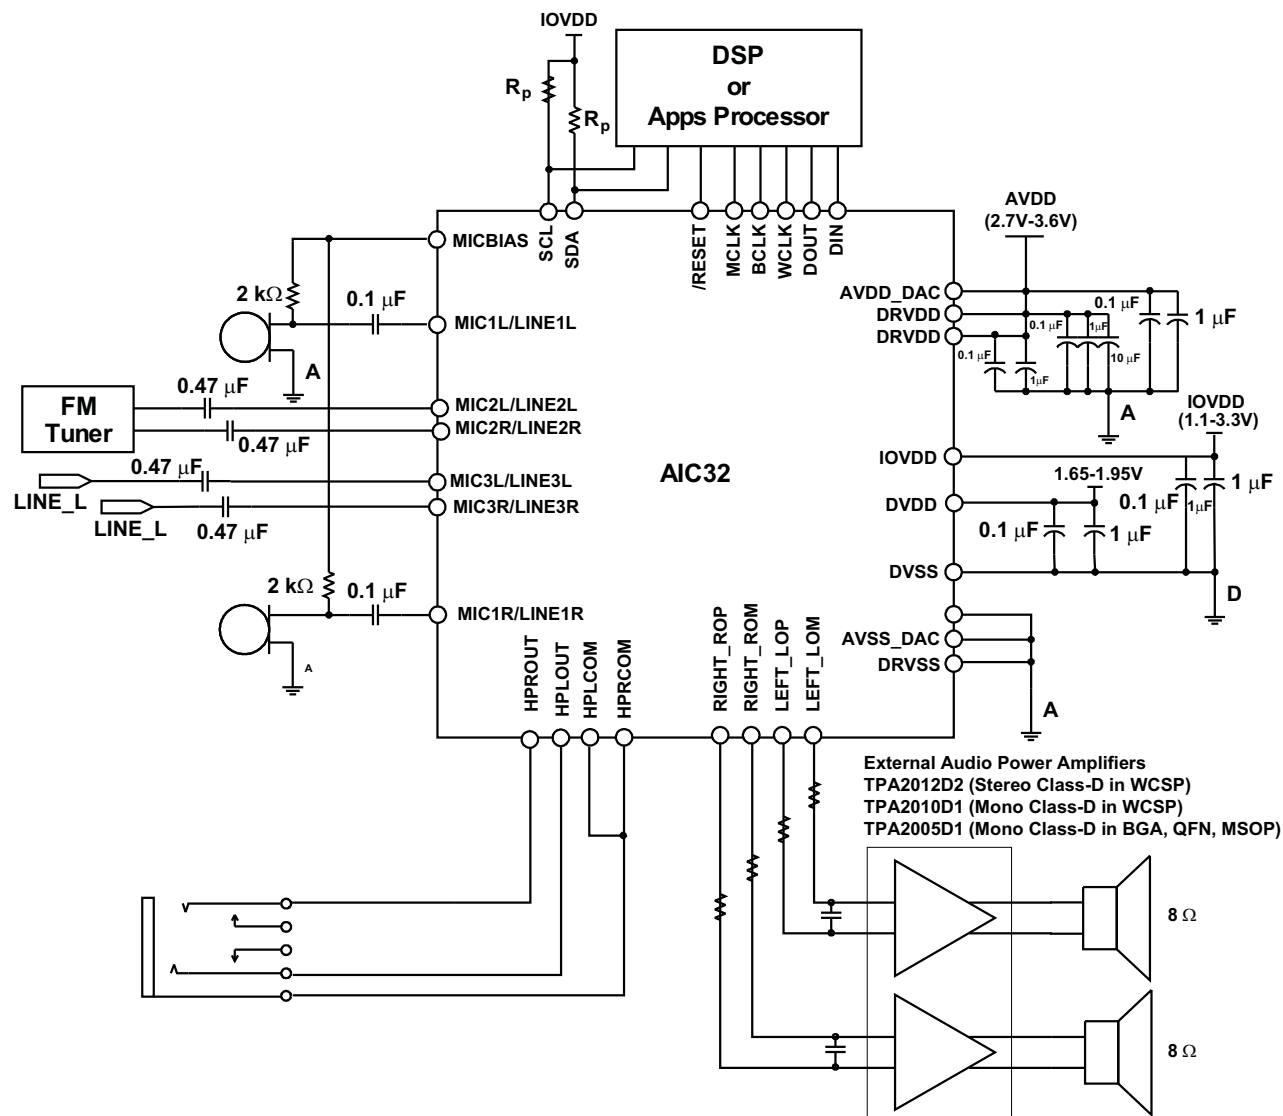 IOVDD
Rp
Rp
DSP
or
Apps Processor
SCL
SDA
/RESET
MCLK
BCLK
WCLK
DOUT
DIN
AVDD
(2.7V-3.6V)
MICBIAS
2 kΩ
0.1 μF
MIC1L/LINE1L
A
AVDD_DAC
DRVDD
DRVDD
0.1 μF
1 μF
0.1 μF
1μF
10 μF
0.1 μF
1μF
A
FM
Tuner
0.47 μF
MIC2L/LINE2L
MIC2R/LINE2R
0.47 μF
0.47 μF
LINE_L
MIC3L/LINE3L
MIC3R/LINE3R
LINE_L
0.47 μF
AIC32
IOVDD
(1.1-3.3V)
IOVDD
1.65-1.95V
DVDD
0.1 μF
1 μF
0.1 μF
1μF
1 μF
DVSS
D
2 kΩ
0.1 μF
MIC1R/LINE1R
A
AVSS_DAC
DRVSS
A
HPROUT
HPLOUT
HPLCOM
HPRCOM
RIGHT_ROP
RIGHT_ROM
LEFT_LOP
LEFT_LOM
External Audio Power Amplifiers
TPA2012D2 (Stereo Class-D in WCSP)
TPA2010D1 (Mono Class-D in WCSP)
TPA2005D1 (Mono Class-D in BGA, QFN, MSOP)
8 Ω
8 Ω